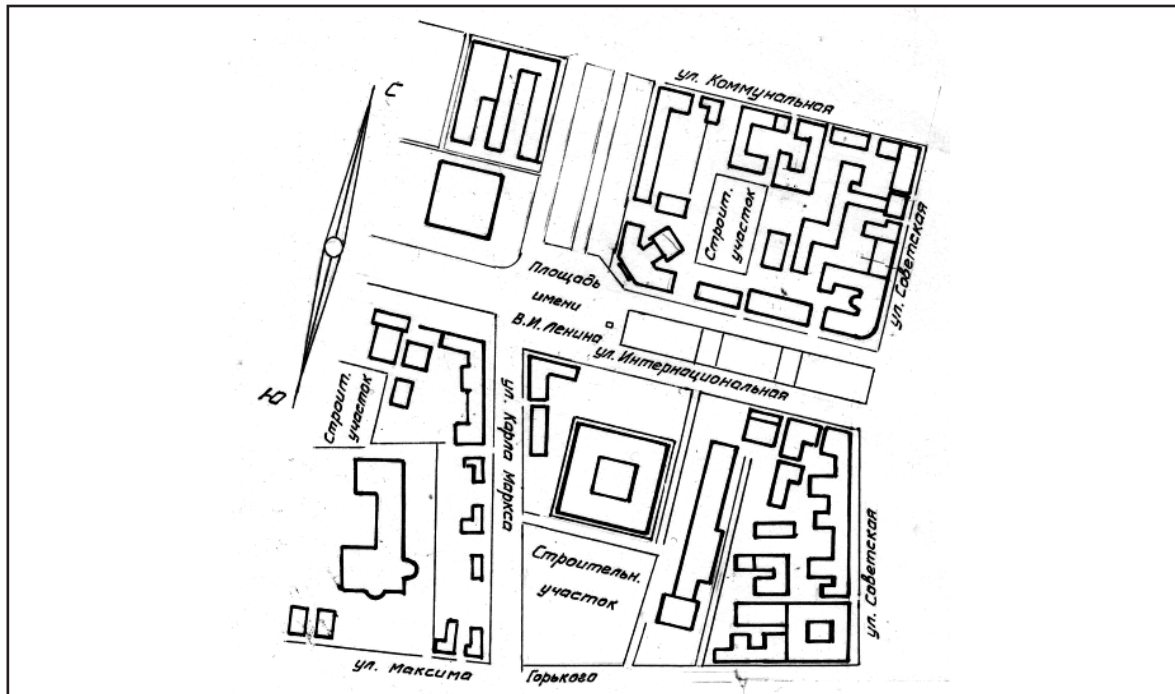 С
ул. Коммунальная
Строит.
участок
ул. Советская
Площадь
имени
В.И. Ленина
ул. Интернациональная
Ю
Строит.
участок
ул. Карла Маркса
Строительн.
участок
ул. Советская
ул. Максима
Горького